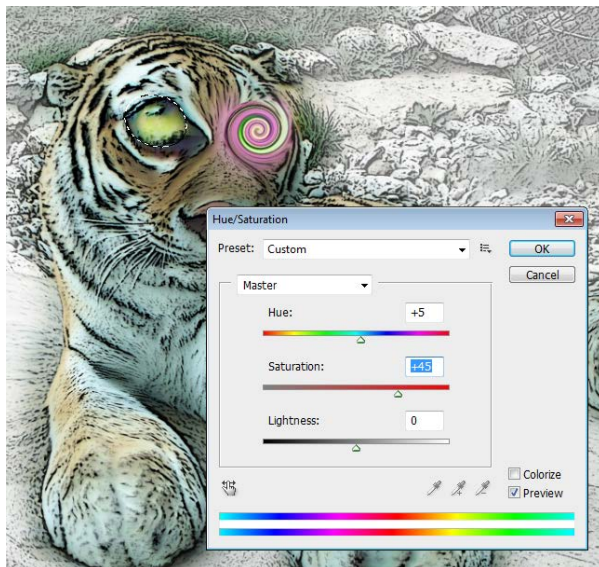 Hue/Saturation
Preset: Custom
OK
Cancel
Master
Hue: +5
Saturation: +45
Lightness: 0
Colorize
Preview